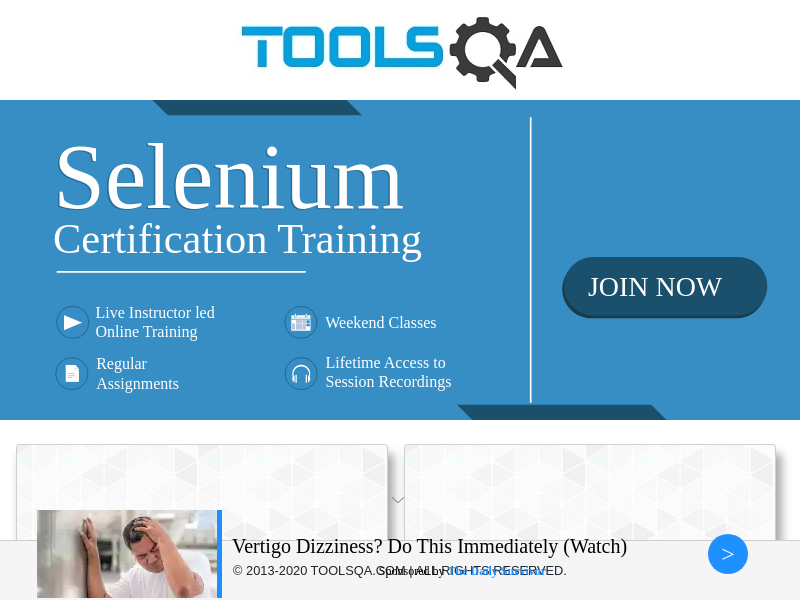 TOOLSQA
Selenium
Certification Training
Live Instructor led
Online Training
Weekend Classes
Regular
Assignments
Lifetime Access to
Session Recordings
JOIN NOW
Vertigo Dizziness? Do This Immediately (Watch)
© 2013-2020 TOOLSQA.COM | ALL RIGHTS RESERVED.
Sponsored by
>